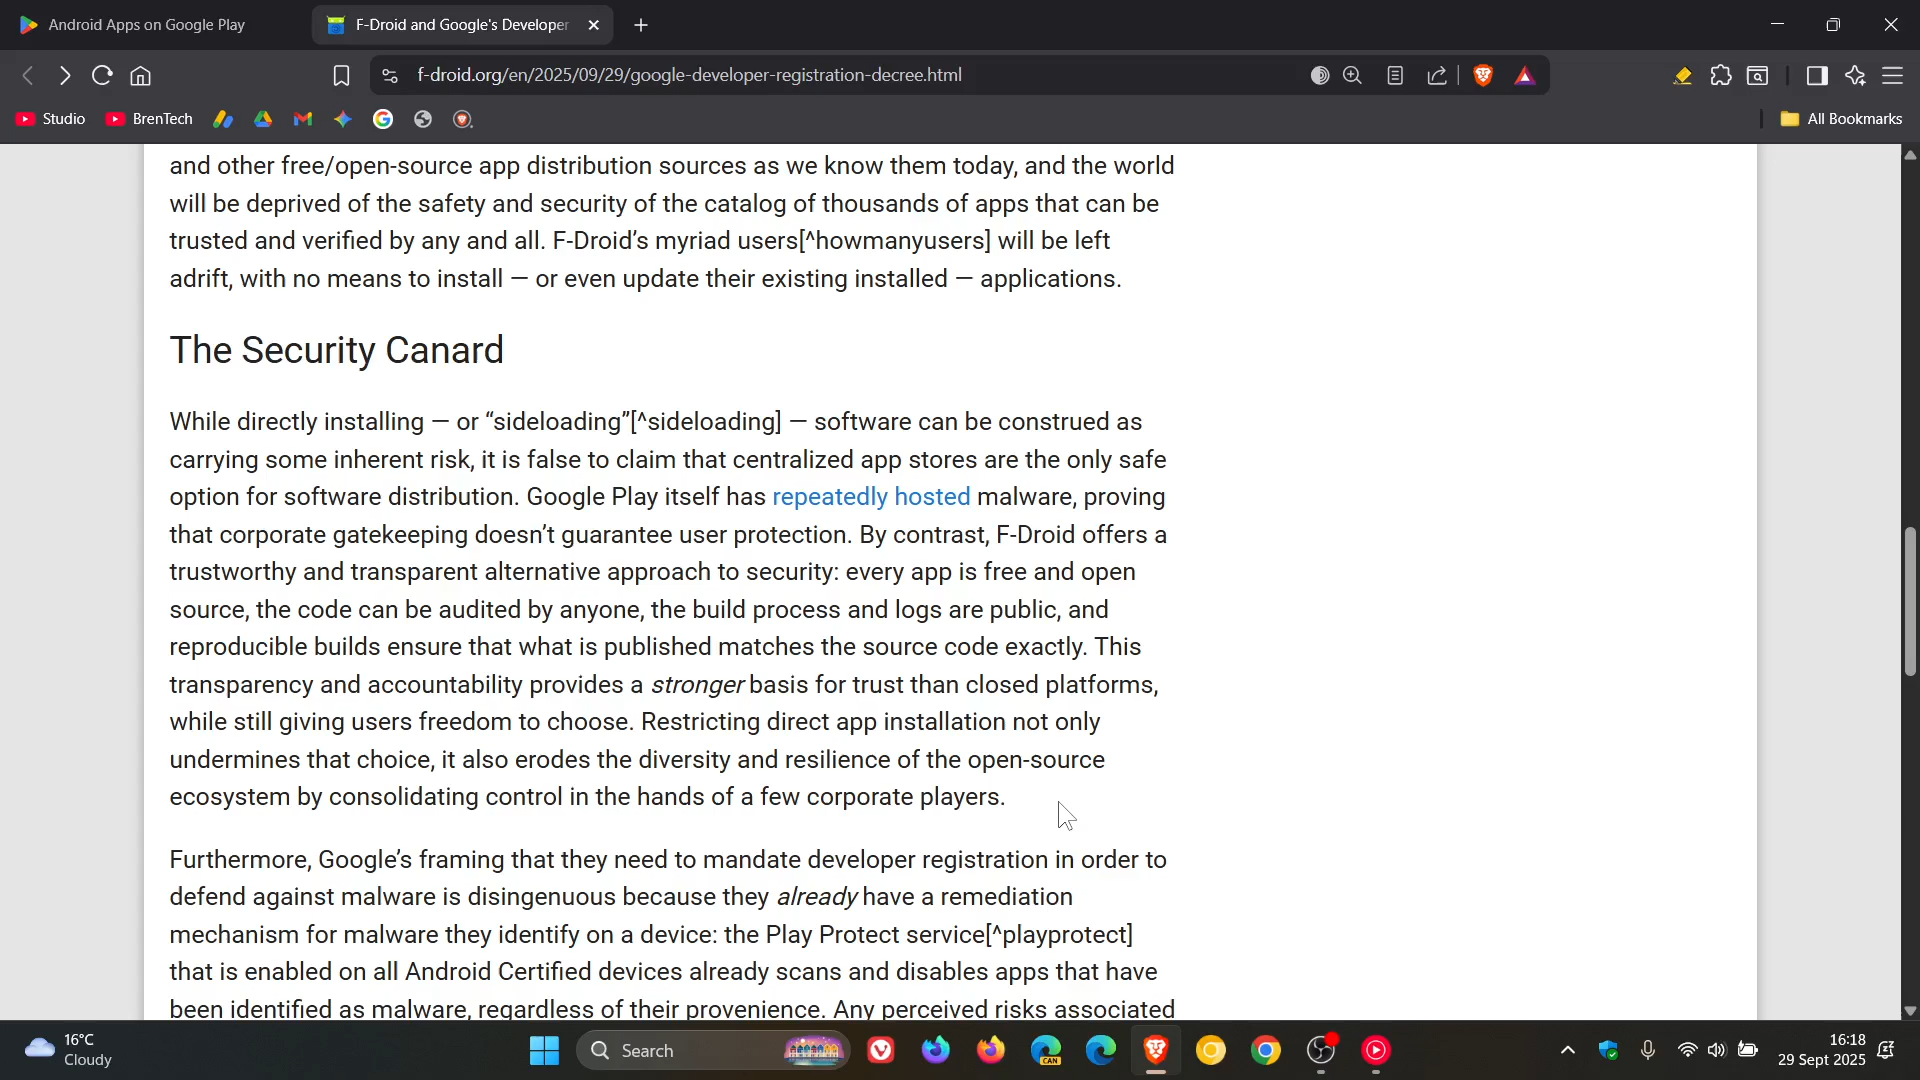 Android Apps on Google Play
F-Droid and Google's Developer
f-droid.org/en/2025/09/29/google-developer-registration-decree.html
Studio
BrenTech
All Bookmarks
and other free/open-source app distribution sources as we know them today, and the world
will be deprived of the safety and security of the catalog of thousands of apps that can be
trusted and verified by any and all. F-Droid’s myriad users[^howmanyusers] will be left
adrift, with no means to install — or even update their existing installed — applications.
The Security Canard
While directly installing — or “sideloading”[^sideloading] — software can be construed as
carrying some inherent risk, it is false to claim that centralized app stores are the only safe
option for software distribution. Google Play itself has repeatedly hosted malware, proving
that corporate gatekeeping doesn’t guarantee user protection. By contrast, F-Droid offers a
trustworthy and transparent alternative approach to security: every app is free and open
source, the code can be audited by anyone, the build process and logs are public, and
reproducible builds ensure that what is published matches the source code exactly. This
transparency and accountability provides a stronger basis for trust than closed platforms,
while still giving users freedom to choose. Restricting direct app installation not only
undermines that choice, it also erodes the diversity and resilience of the open-source
ecosystem by consolidating control in the hands of a few corporate players.
Furthermore, Google’s framing that they need to mandate developer registration in order to
defend against malware is disingenuous because they already have a remediation
mechanism for malware they identify on a device: the Play Protect service[^playprotect]
that is enabled on all Android Certified devices already scans and disables apps that have
been identified as malware, regardless of their provenience. Any perceived risks associated
16°C
Cloudy
Search
CAN
16:18
29 Sept 2025